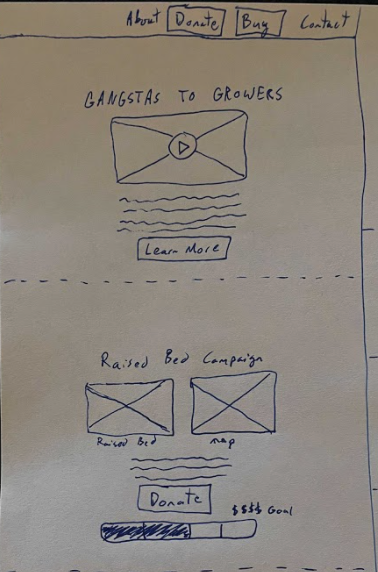 About Donate Buy Contact
GANGSTAS TO GROWERS
Learn More
Raised Bed Campaign
Raised Bed map
Donate
$$$$ Goal